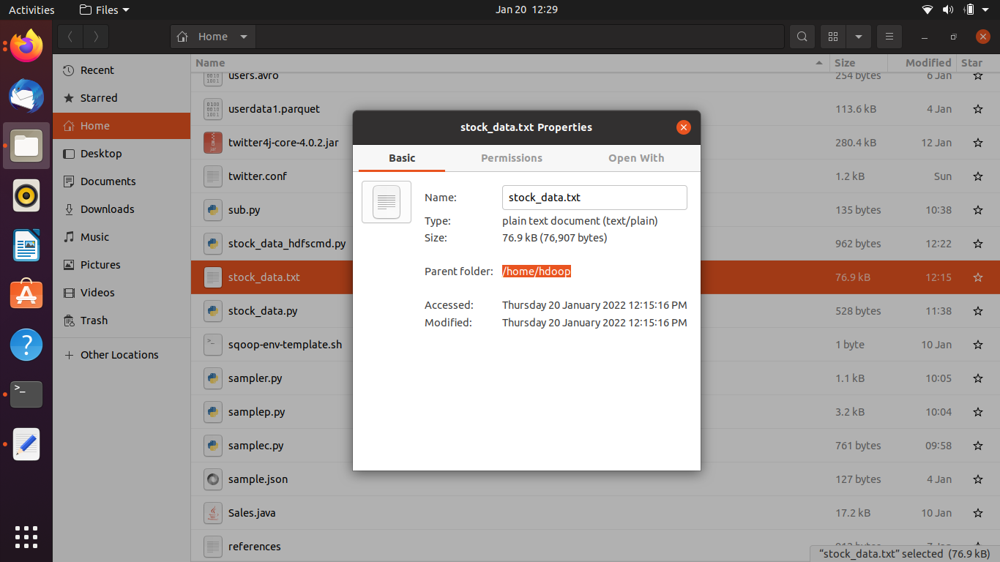 Activities Files Jan 20 12:29
Home
Name Size Modified Star
Recent
Starred
Home
Desktop
Documents
Downloads
Music
Pictures
Videos
Trash
Other Locations
users.avro 254 bytes 6 Jan
userdata1.parquet 113.6 kB 4 Jan
twitter4j-core-4.0.2.jar 280.4 kB 12 Jan
twitter.conf 1.2 kB Sun
sub.py 135 bytes 10:38
stock_data_hdfscmd.py 962 bytes 12:22
stock_data.txt 76.9 kB 12:15
stock_data.py 528 bytes 11:38
sqoop-env-template.sh 1 byte 10 Jan
sampler.py 1.1 kB 10:05
samplep.py 3.2 kB 10:04
samplec.py 761 bytes 09:58
sample.json 127 bytes 4 Jan
Sales.java 17.2 kB 10 Jan
references
stock_data.txt Properties
Basic Permissions Open With
Name: stock_data.txt
Type: plain text document (text/plain)
Size: 76.9 kB (76,907 bytes)
Parent folder: /home/hdoop
Accessed: Thursday 20 January 2022 12:15:16 PM
Modified: Thursday 20 January 2022 12:15:16 PM
“stock_data.txt” selected (76.9 kB)